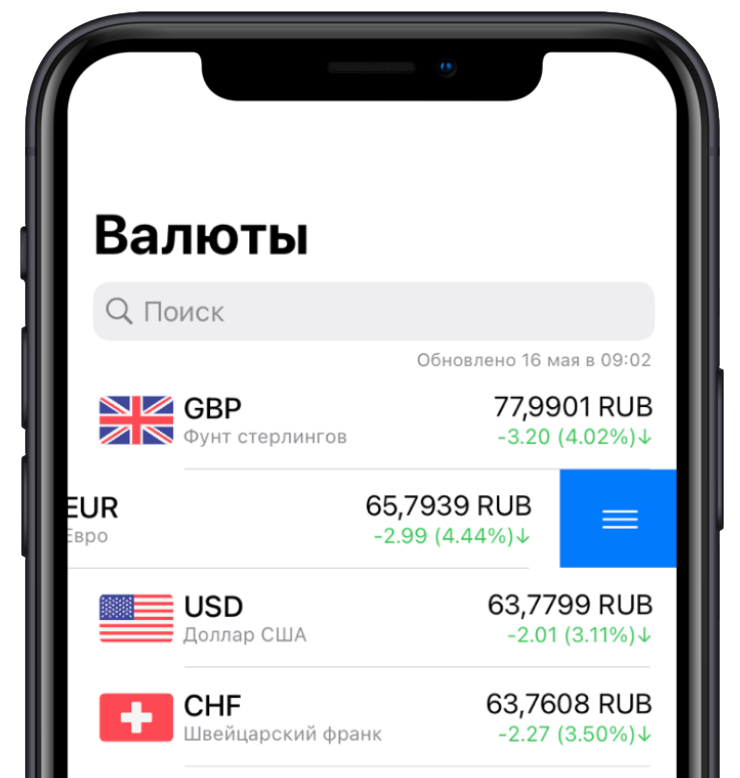 Валюты
Поиск
Обновлено 16 мая в 09:02
GBP 77,9901 RUB
Фунт стерлингов -3.20 (4.02%)↓
EUR 65,7939 RUB
Евро -2.99 (4.44%)↓
USD 63,7799 RUB
Доллар США -2.01 (3.11%)↓
CHF 63,7608 RUB
Швейцарский франк -2.27 (3.50%)↓